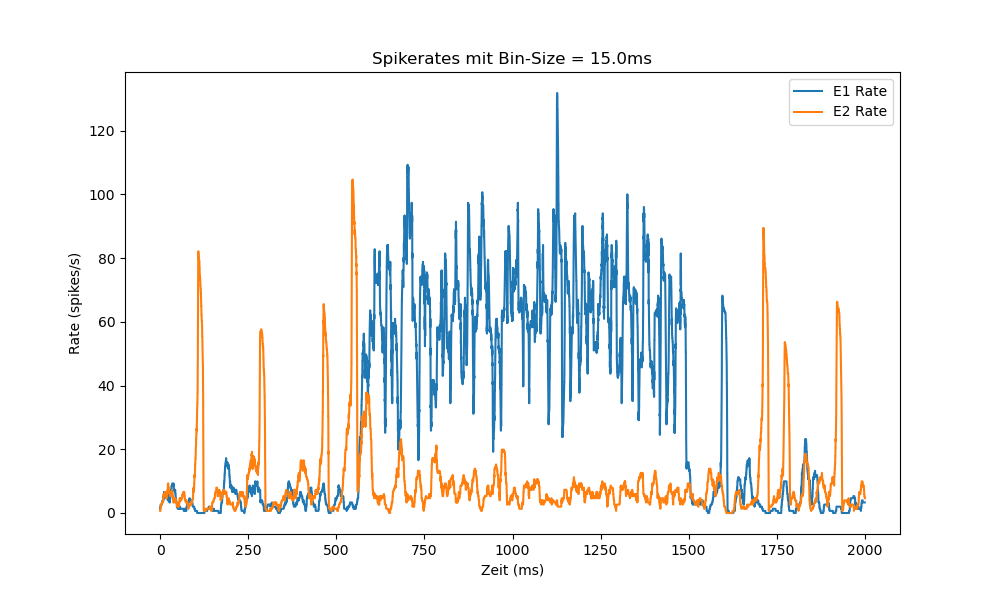 Spikerates mit Bin-Size = 15.0ms
E1 Rate
E2 Rate
Rate (spikes/s)
120
100
80
60
40
20
0
0 250 500 750 1000 1250 1500 1750 2000
Zeit (ms)